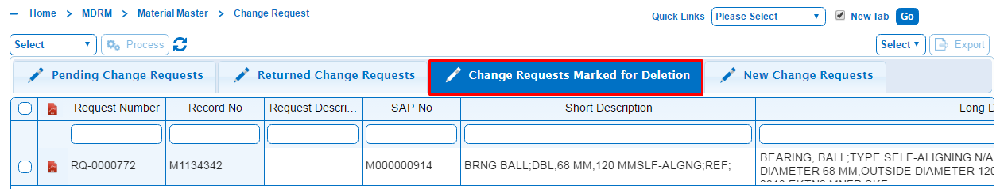 Home > MDRM > Material Master > Change Request
Quick Links Please Select New Tab Go
Select Process Select Export
Pending Change Requests Returned Change Requests Change Requests Marked for Deletion New Change Requests
Request Number Record No Request Descri... SAP No Short Description Long D
RQ-0000772 M1134342 M000000914 BRNG BALL;DBL,68 MM,120 MMSLF-ALGNG;REF; BEARING, BALL;TYPE SELF-ALIGNING N/A
DIAMETER 68 MM,OUTSIDE DIAMETER 120